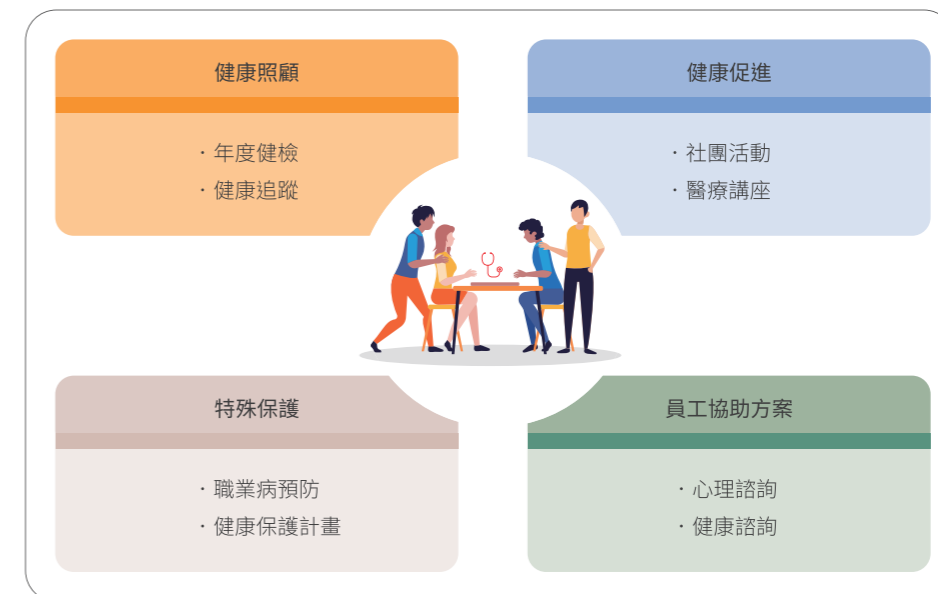 健康照顧
・年度健檢
・健康追蹤
健康促進
・社團活動
・醫療講座
特殊保護
・職業病預防
・健康保護計畫
員工協助方案
・心理諮詢
・健康諮詢